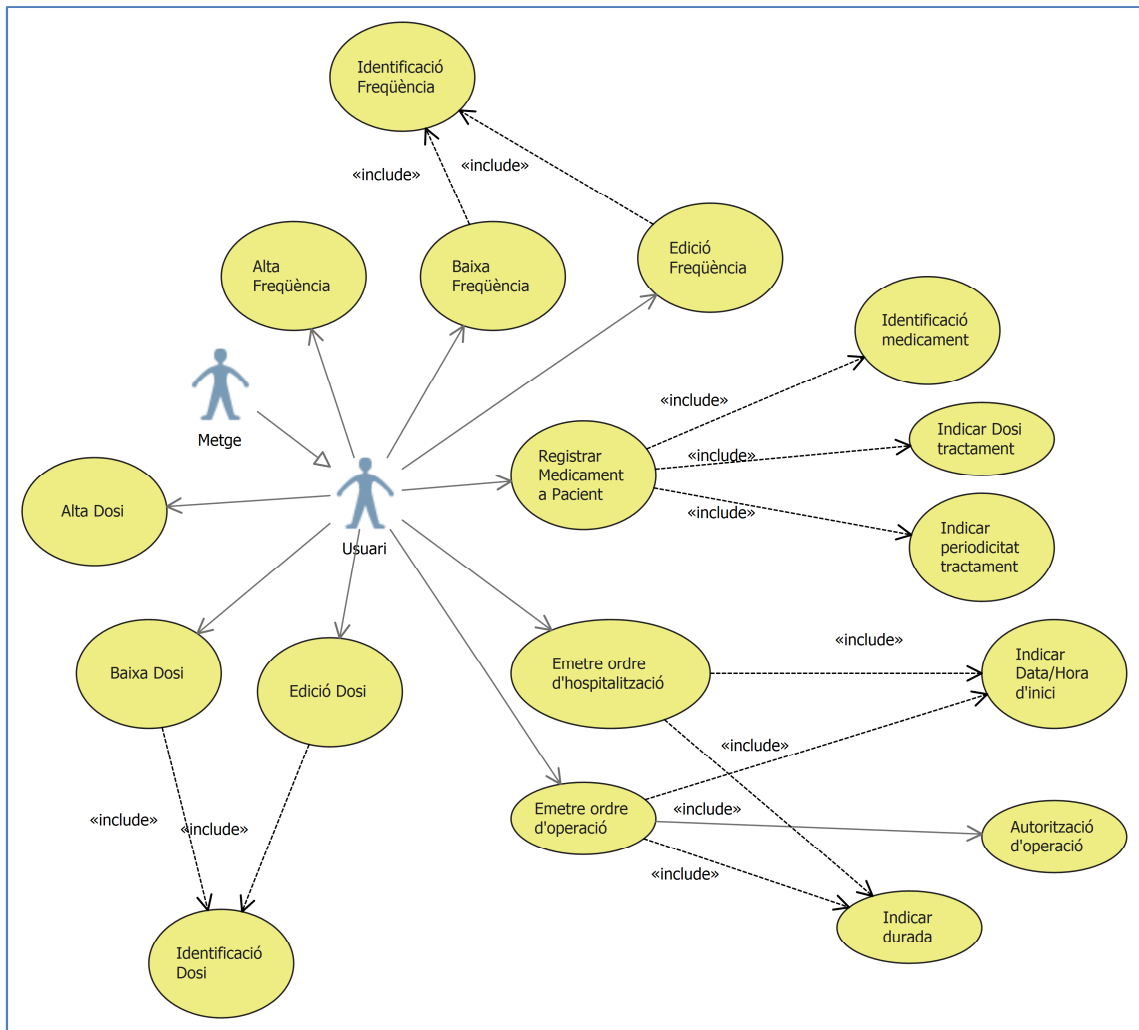 Identificació
Freqüència
«include»
«include»
Alta
Freqüència
Baixa
Freqüència
Edició
Freqüència
Identificació
medicament
Metge
«include»
Indicar Dosi
tractament
Registrar
Medicament
a Pacient
«include»
Alta Dosi
Usuari
«include»
Indicar
periodicitat
tractament
«include»
Baixa Dosi
Edició Dosi
Emetre ordre
d'hospitalització
Indicar
Data/Hora
d'inici
«include»
«include»
«include»
Emetre ordre
d'operació
«include»
Autorització
d'operació
«include»
Indicar
durada
Identificació
Dosi